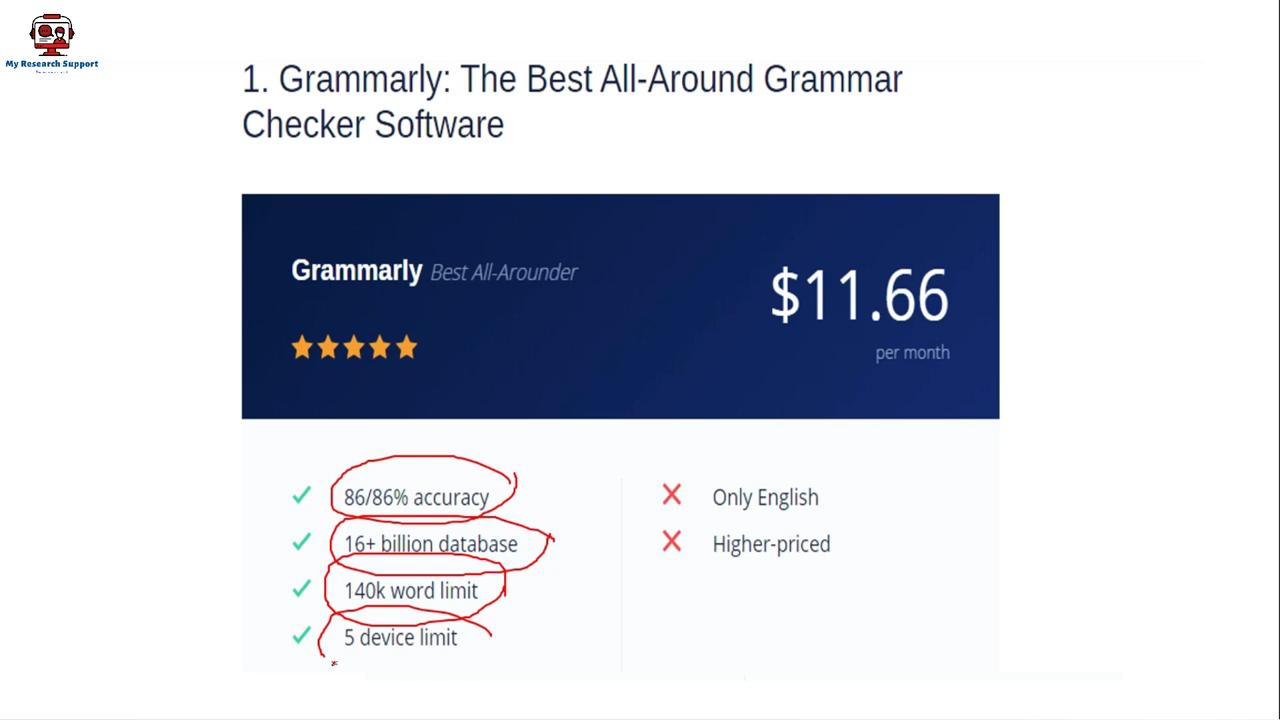 My Research Support
1. Grammarly: The Best All-Around Grammar
Checker Software
Grammarly Best All-Arounder
$11.66
per month
86/86% accuracy
16+ billion database
140k word limit
5 device limit
Only English
Higher-priced